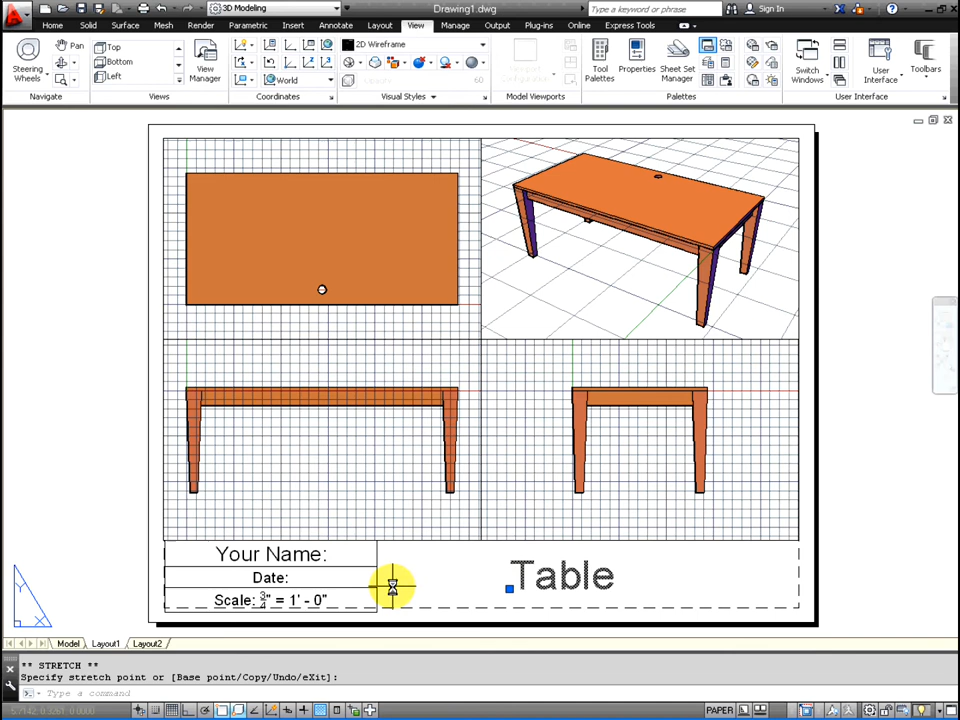 3D Modeling
Drawing1.dwg
Type a keyword or phrase
Sign In
Home Solid Surface Mesh Render Parametric Insert Annotate Layout View Manage Output Plug-ins Online Express Tools
Steering Wheels
Pan
Navigate
Top
Bottom
Left
View Manager
Views
World
Coordinates
2D Wireframe
60
Visual Styles
Model Viewports
Tool Palettes
Properties
Sheet Set Manager
Palettes
Switch Windows
User Interface
Toolbars
User Interface
Your Name:
Date:
Scale: 3/4" = 1' - 0"
Table
Y
X
Model Layout1 Layout2
** STRETCH **
Specify stretch point or [Base point/Copy/Undo/eXit]:
Type a command
PAPER